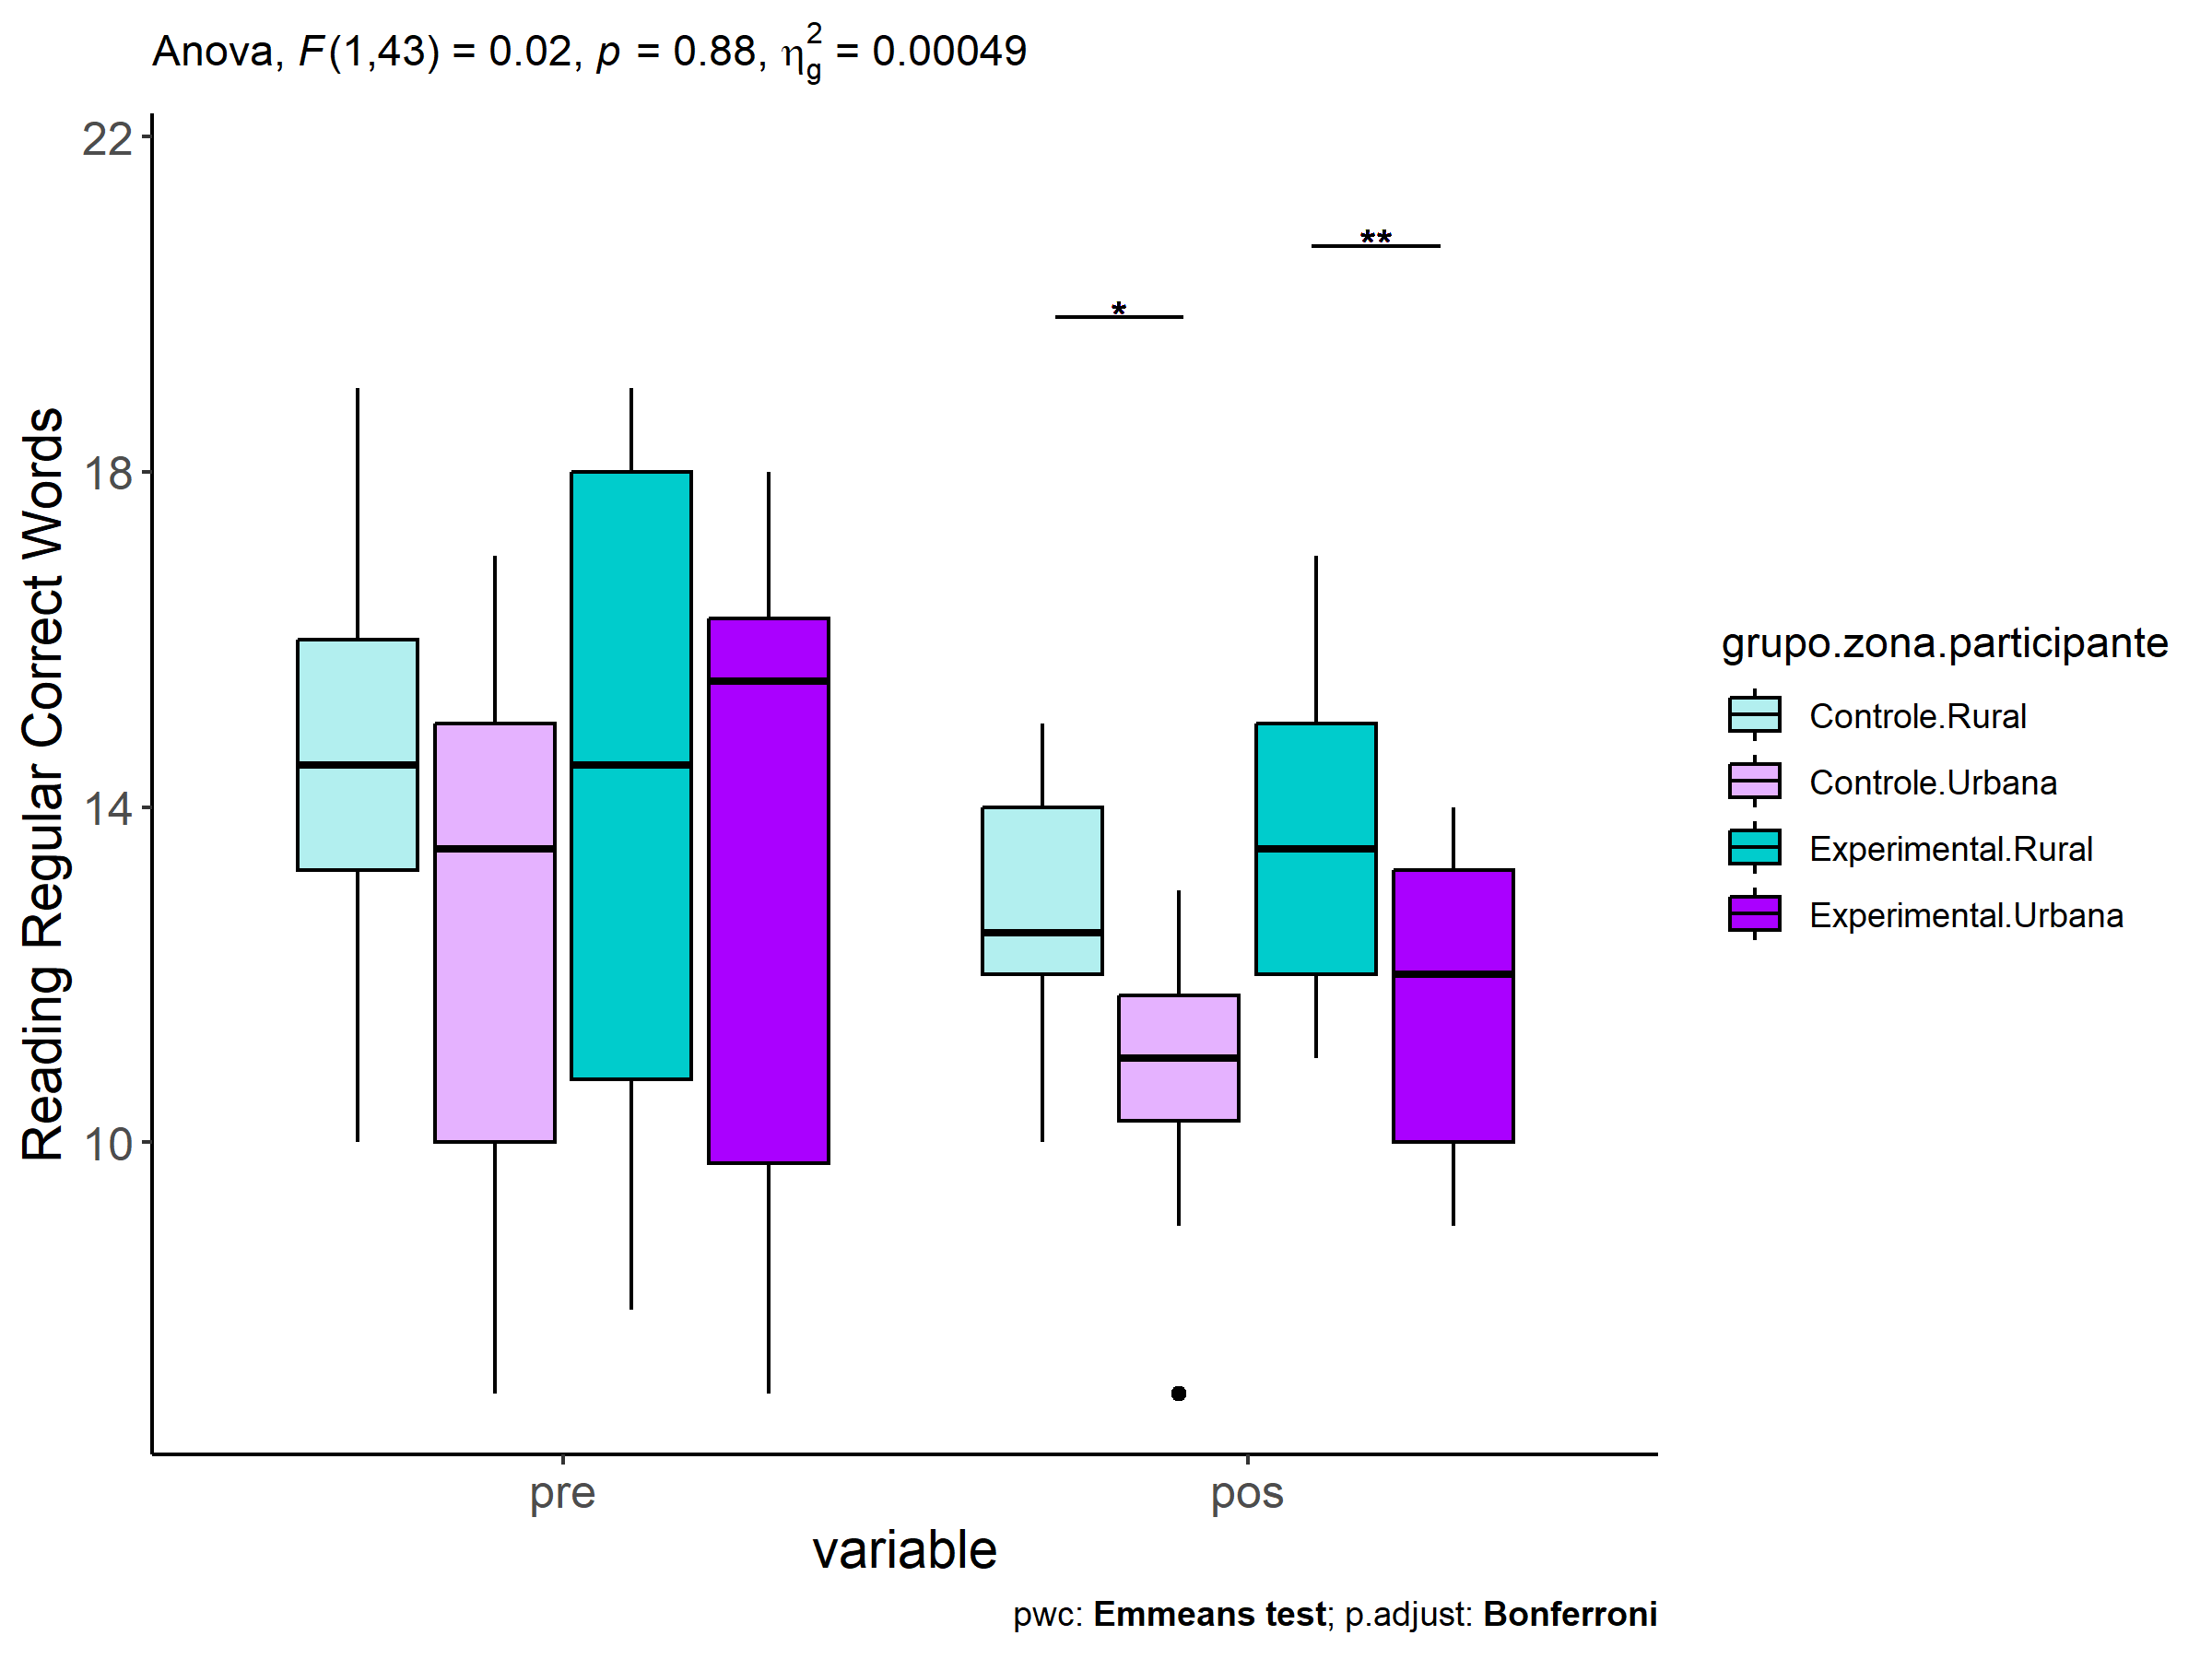 Anova, F(1,43) = 0.02, p = 0.88, η²g = 0.00049
22
18
14
10
Reading Regular Correct Words
*
**
pre
pos
variable
grupo.zona.participante
Controle.Rural
Controle.Urbana
Experimental.Rural
Experimental.Urbana
pwc: Emmeans test; p.adjust: Bonferroni